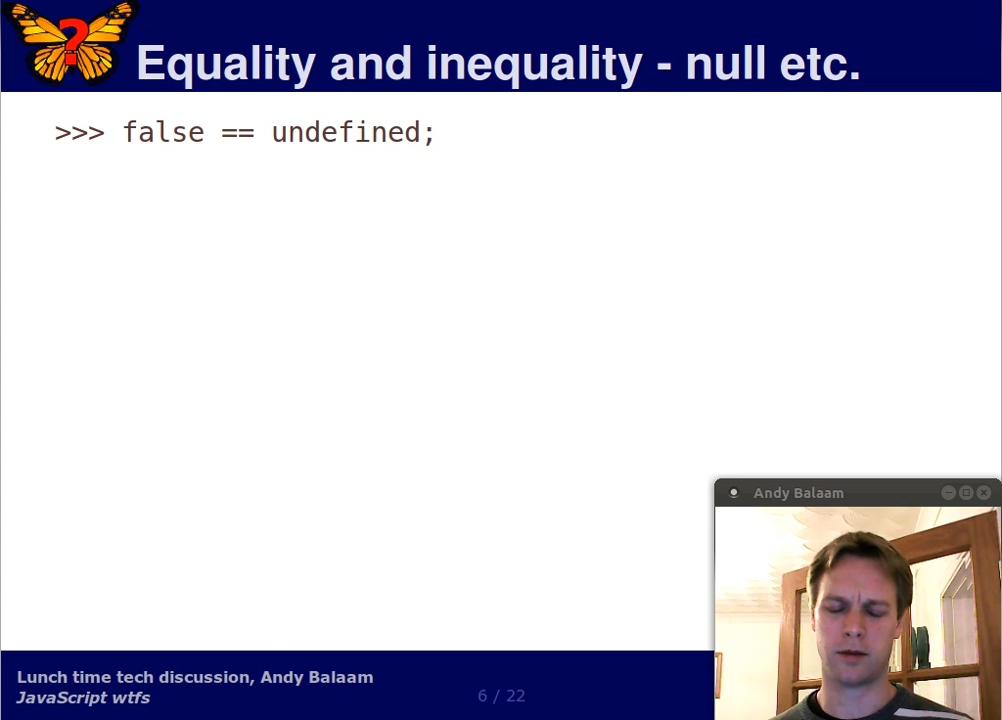 ?
Equality and inequality - null etc.
>>> false == undefined;
Andy Balaam
Lunch time tech discussion, Andy Balaam
JavaScript wtfs
6 / 22